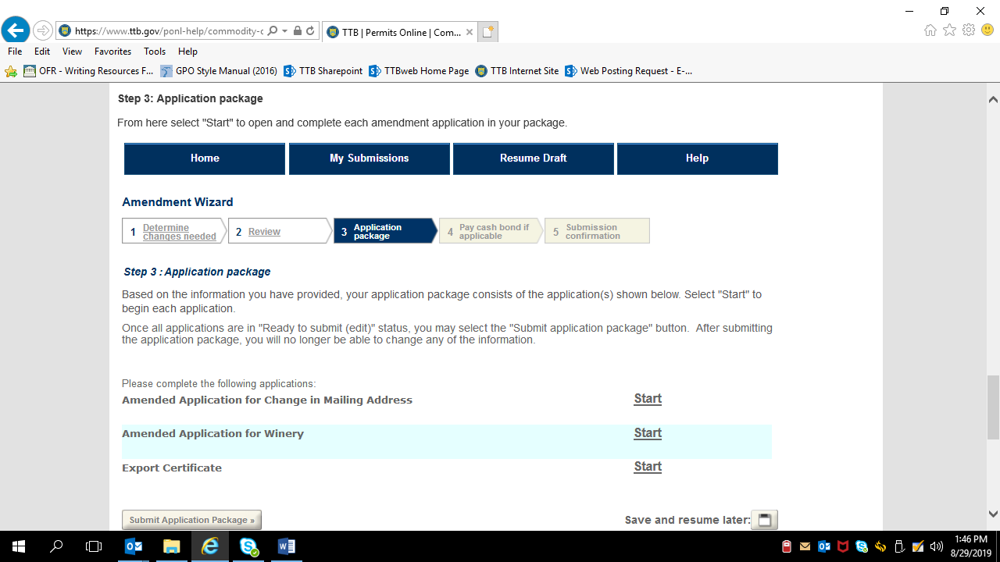 https://www.ttb.gov/ponl-help/commodity-c
TTB | Permits Online | Com...
File Edit View Favorites Tools Help
OFR - Writing Resources F... GPO Style Manual (2016) TTB Sharepoint TTBweb Home Page TTB Internet Site Web Posting Request - E-...
Step 3: Application package
From here select "Start" to open and complete each amendment application in your package.
Home My Submissions Resume Draft Help
Amendment Wizard
1 Determine changes needed 2 Review 3 Application package 4 Pay cash bond if applicable 5 Submission confirmation
Step 3 : Application package
Based on the information you have provided, your application package consists of the application(s) shown below. Select "Start" to
begin each application.
Once all applications are in "Ready to submit (edit)" status, you may select the "Submit application package" button. After submitting
the application package, you will no longer be able to change any of the information.
Please complete the following applications:
Amended Application for Change in Mailing Address Start
Amended Application for Winery Start
Export Certificate Start
Submit Application Package » Save and resume later:
1:46 PM
8/29/2019